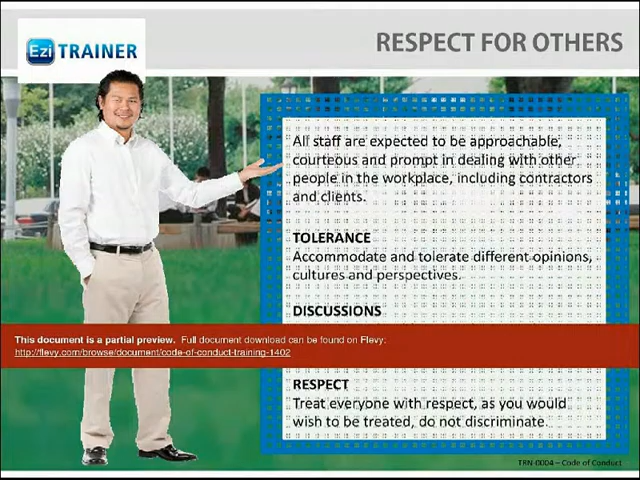 Ezi TRAINER
RESPECT FOR OTHERS
All staff are expected to be approachable,
courteous and prompt in dealing with other
people in the workplace, including contractors
and clients.
TOLERANCE
Accommodate and tolerate different opinions,
cultures and perspectives.
DISCUSSIONS
This document is a partial preview. Full document download can be found on Flevy:
http://flevy.com/browse/document/code-of-conduct-training-1402
RESPECT
Treat everyone with respect, as you would
wish to be treated, do not discriminate.
TRN-0004 – Code of Conduct